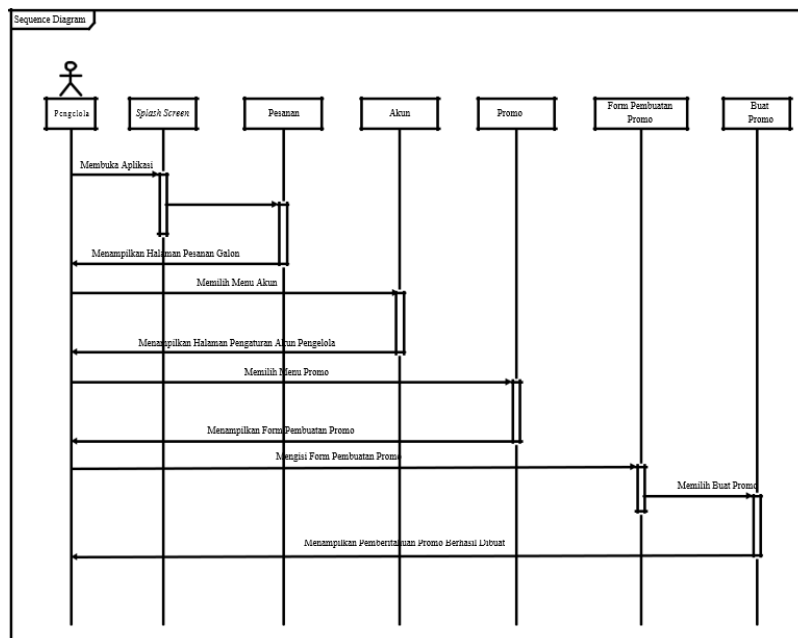 Sequence Diagram
Pengelola
Splash Screen
Pesanan
Akun
Promo
Form Pembuatan
Promo
Buat
Promo
Membuka Aplikasi
Menampilkan Halaman Pesanan Galon
Memilih Menu Akun
Menampilkan Halaman Pengaturan Akun Pengelola
Memilih Menu Promo
Menampilkan Form Pembuatan Promo
Mengisi Form Pembuatan Promo
Memilih Buat Promo
Menampilkan Pemberitahuan Promo Berhasil Dibuat